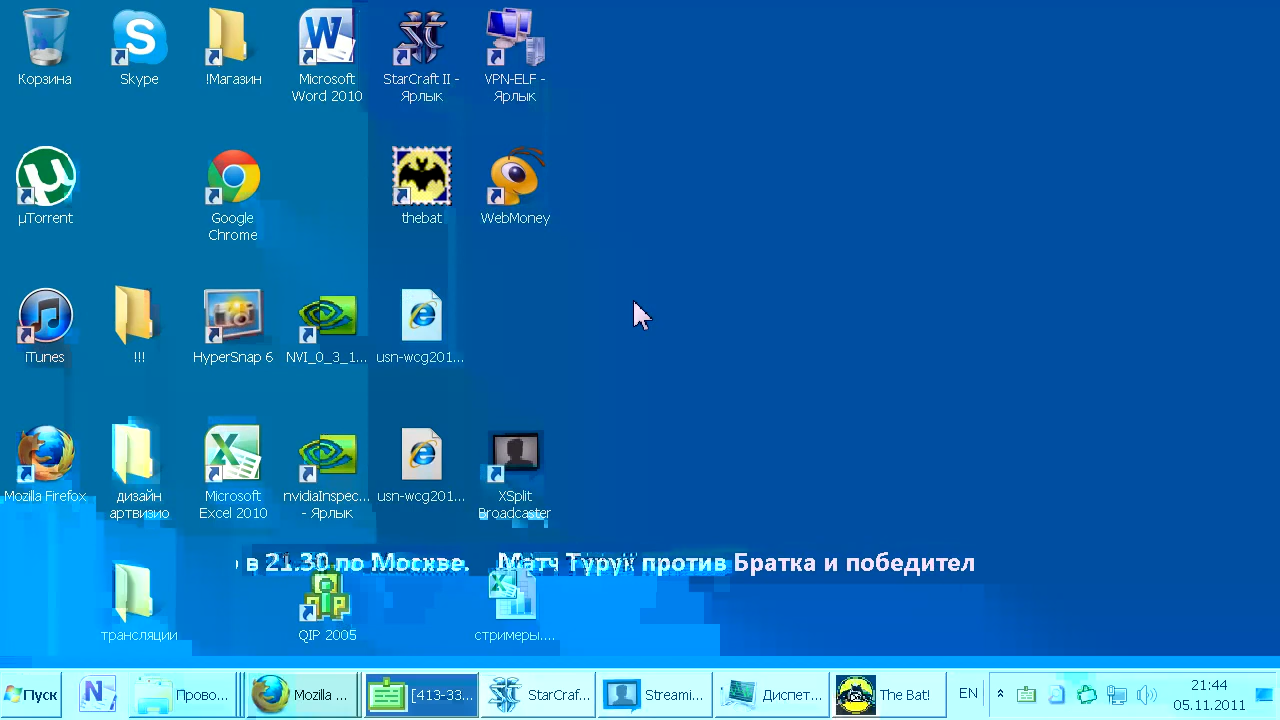 Корзина
Skype
!Магазин
Microsoft
Word 2010
StarCraft II -
Ярлык
VPN-ELF -
Ярлык
µTorrent
Google
Chrome
thebat
WebMoney
iTunes
!!!
HyperSnap 6
NVI_0_3_1...
usn-wcg201...
Mozilla Firefox
дизайн
артвизио
Microsoft
Excel 2010
nvidiaInspec...
- Ярлык
usn-wcg201...
XSplit
Broadcaster
в 21.30 по Москве. Матч Турук против Братка и победител
трансляции
QIP 2005
стримеры....
Пуск
Прово...
Mozilla ...
[413-33...
StarCraf...
Streami...
Диспет...
The Bat!
EN
21:44
05.11.2011